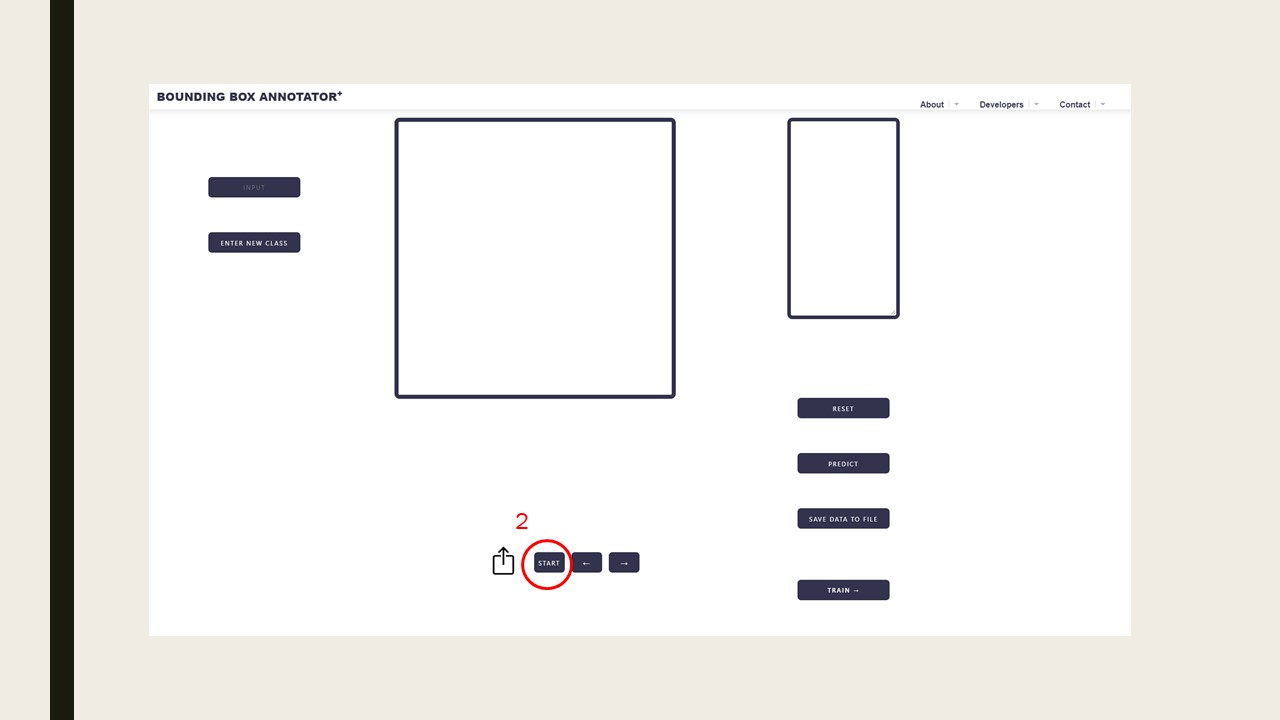 BOUNDING BOX ANNOTATOR+
About Developers Contact
INPUT
ENTER NEW CLASS
RESET
PREDICT
SAVE DATA TO FILE
2
START ← →
TRAIN →